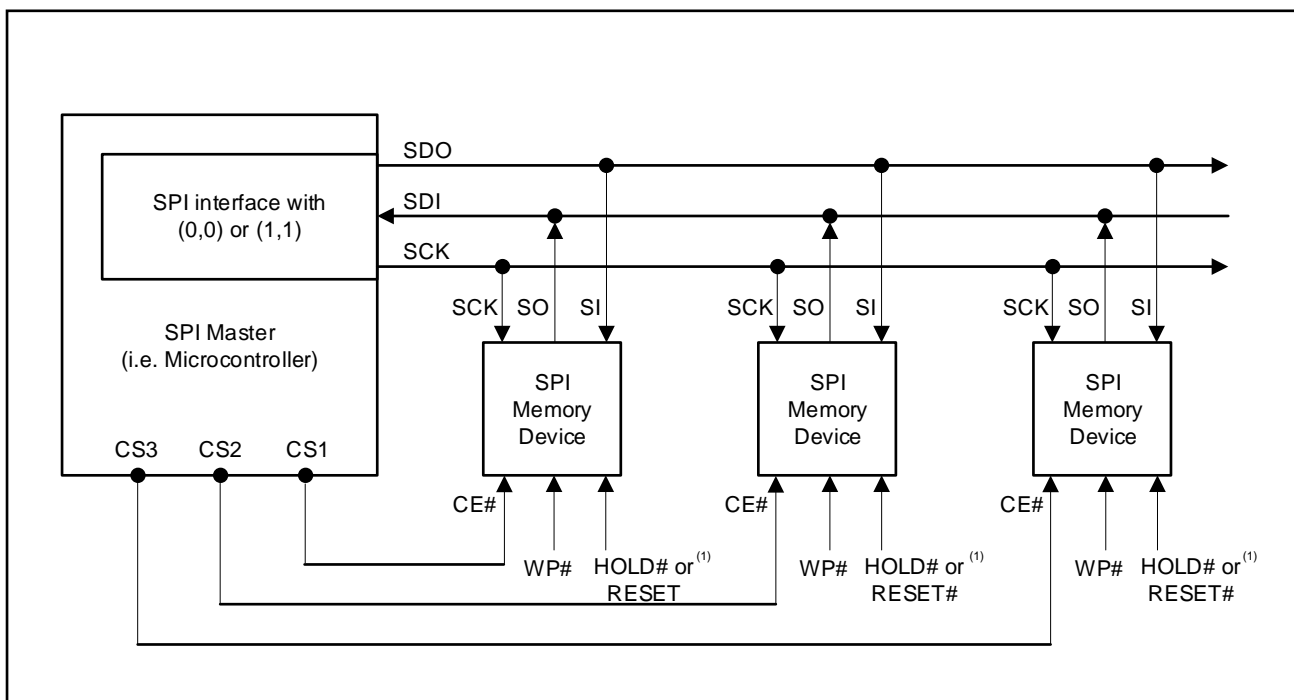 SDO
SDI
SCK
SPI interface with
(0,0) or (1,1)
SPI Master
(i.e. Microcontroller)
CS3 CS2 CS1
SCK SO SI
SPI
Memory
Device
CE#
WP#
HOLD# or (1)
RESET
SCK SO SI
SPI
Memory
Device
CE#
WP#
HOLD# or (1)
RESET#
SCK SO SI
SPI
Memory
Device
CE#
WP#
HOLD# or (1)
RESET#